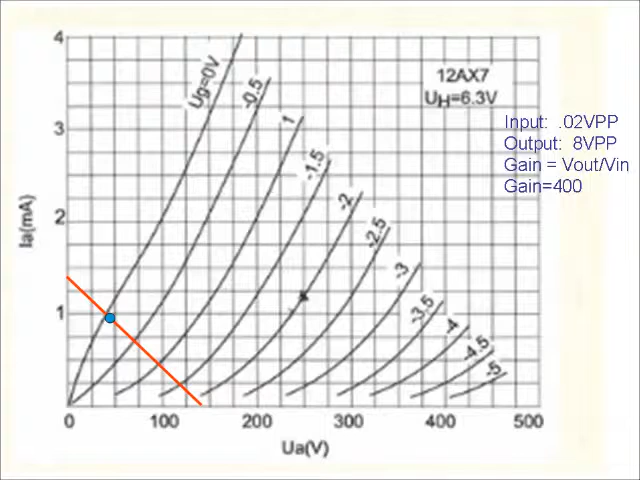 4
3
2
1
Ia(mA)
Ug=0V
-0.5
1
-1.5
-2
-2.5
-3
-3.5
-4
-4.5
-5
12AX7
UH=6.3V
Input: .02VPP
Output: 8VPP
Gain = Vout/Vin
Gain=400
0 100 200 300 400 500
Ua(V)